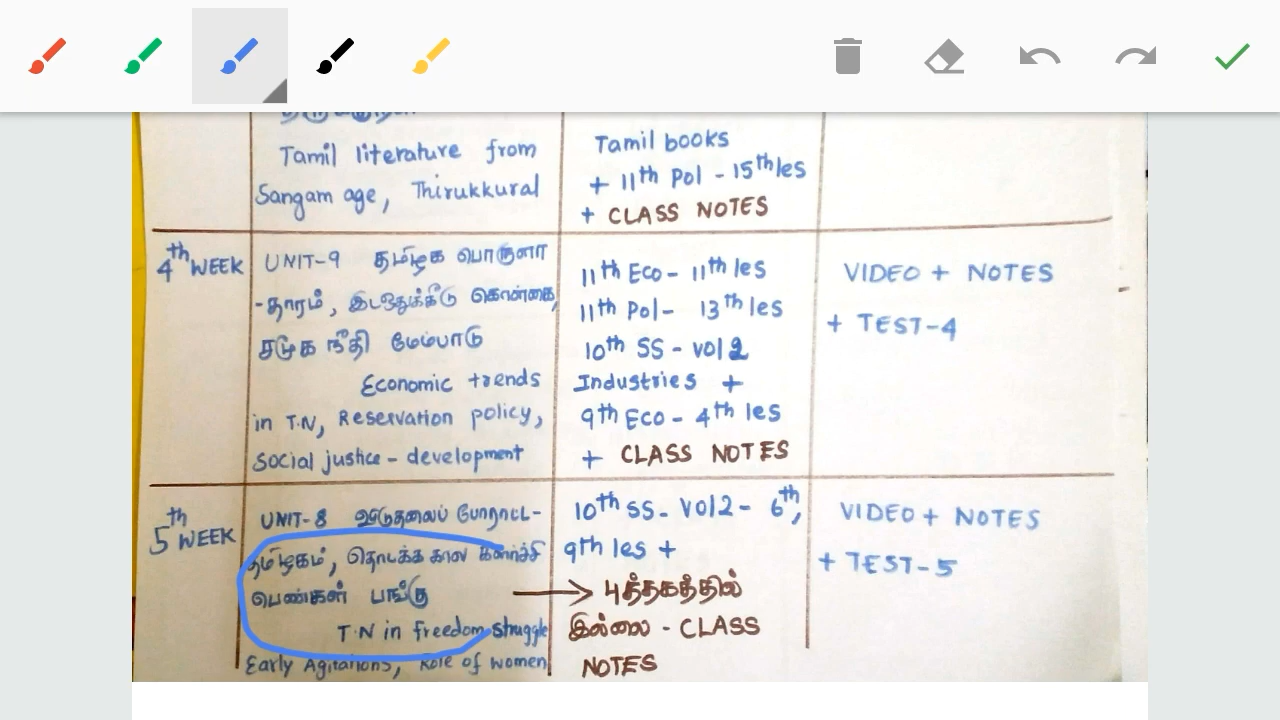 Tamil literature from
Sangam age, Thirukkural
Tamil books
+ 11th Pol - 15th les
+ CLASS NOTES
4th WEEK
UNIT-9 தமிழக பொருளா
-தாரம், இடஒதுக்கீடு கொள்கை,
சமுக நீதி மேம்பாடு
Economic trends
in T.N, Reservation policy,
Social justice - development
11th Eco - 11th les
11th Pol - 13th les
10th SS - vol 2
Industries +
9th Eco - 4th les
+ CLASS NOTES
VIDEO + NOTES
+ TEST-4
5th WEEK
UNIT-8 விடுதலைப் போராட்ட-
தமிழகம், தொடக்க கால கிளர்ச்சி
பெண்கள் பங்கு
T.N in freedom struggle
Early Agitations, Role of women
10th SS - Vol 2 - 6th,
9th les +
புத்தகத்தில்
இல்லை - CLASS
NOTES
VIDEO + NOTES
+ TEST-5